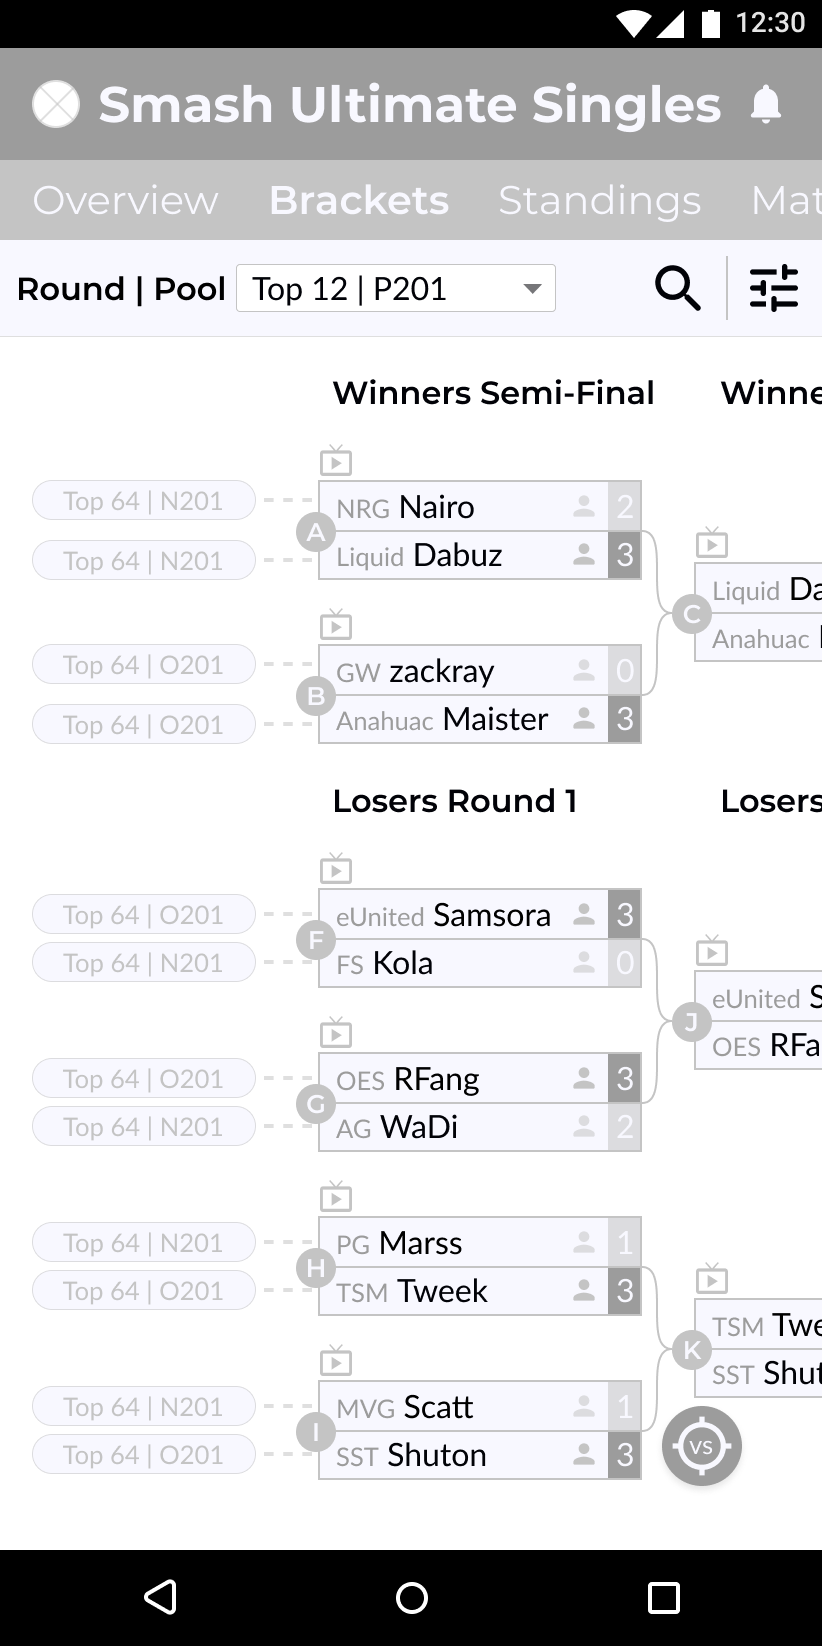 12:30
Smash Ultimate Singles
Overview Brackets Standings Mat
Round | Pool Top 12 | P201
Winners Semi-Final Winne
Top 64 | N201 NRG Nairo 2
A
Top 64 | N201 Liquid Dabuz 3
Liquid Da
C
Anahuac
Top 64 | O201 GW zackray 0
B
Top 64 | O201 Anahuac Maister 3
Losers Round 1 Losers
Top 64 | O201 eUnited Samsora 3
F
Top 64 | N201 FS Kola 0
eUnited S
J
OES RFa
Top 64 | O201 OES RFang 3
G
Top 64 | N201 AG WaDi 2
Top 64 | N201 PG Marss 1
H
Top 64 | O201 TSM Tweek 3
TSM Twe
K
SST Shut
Top 64 | N201 MVG Scatt 1
I
Top 64 | O201 SST Shuton 3
VS